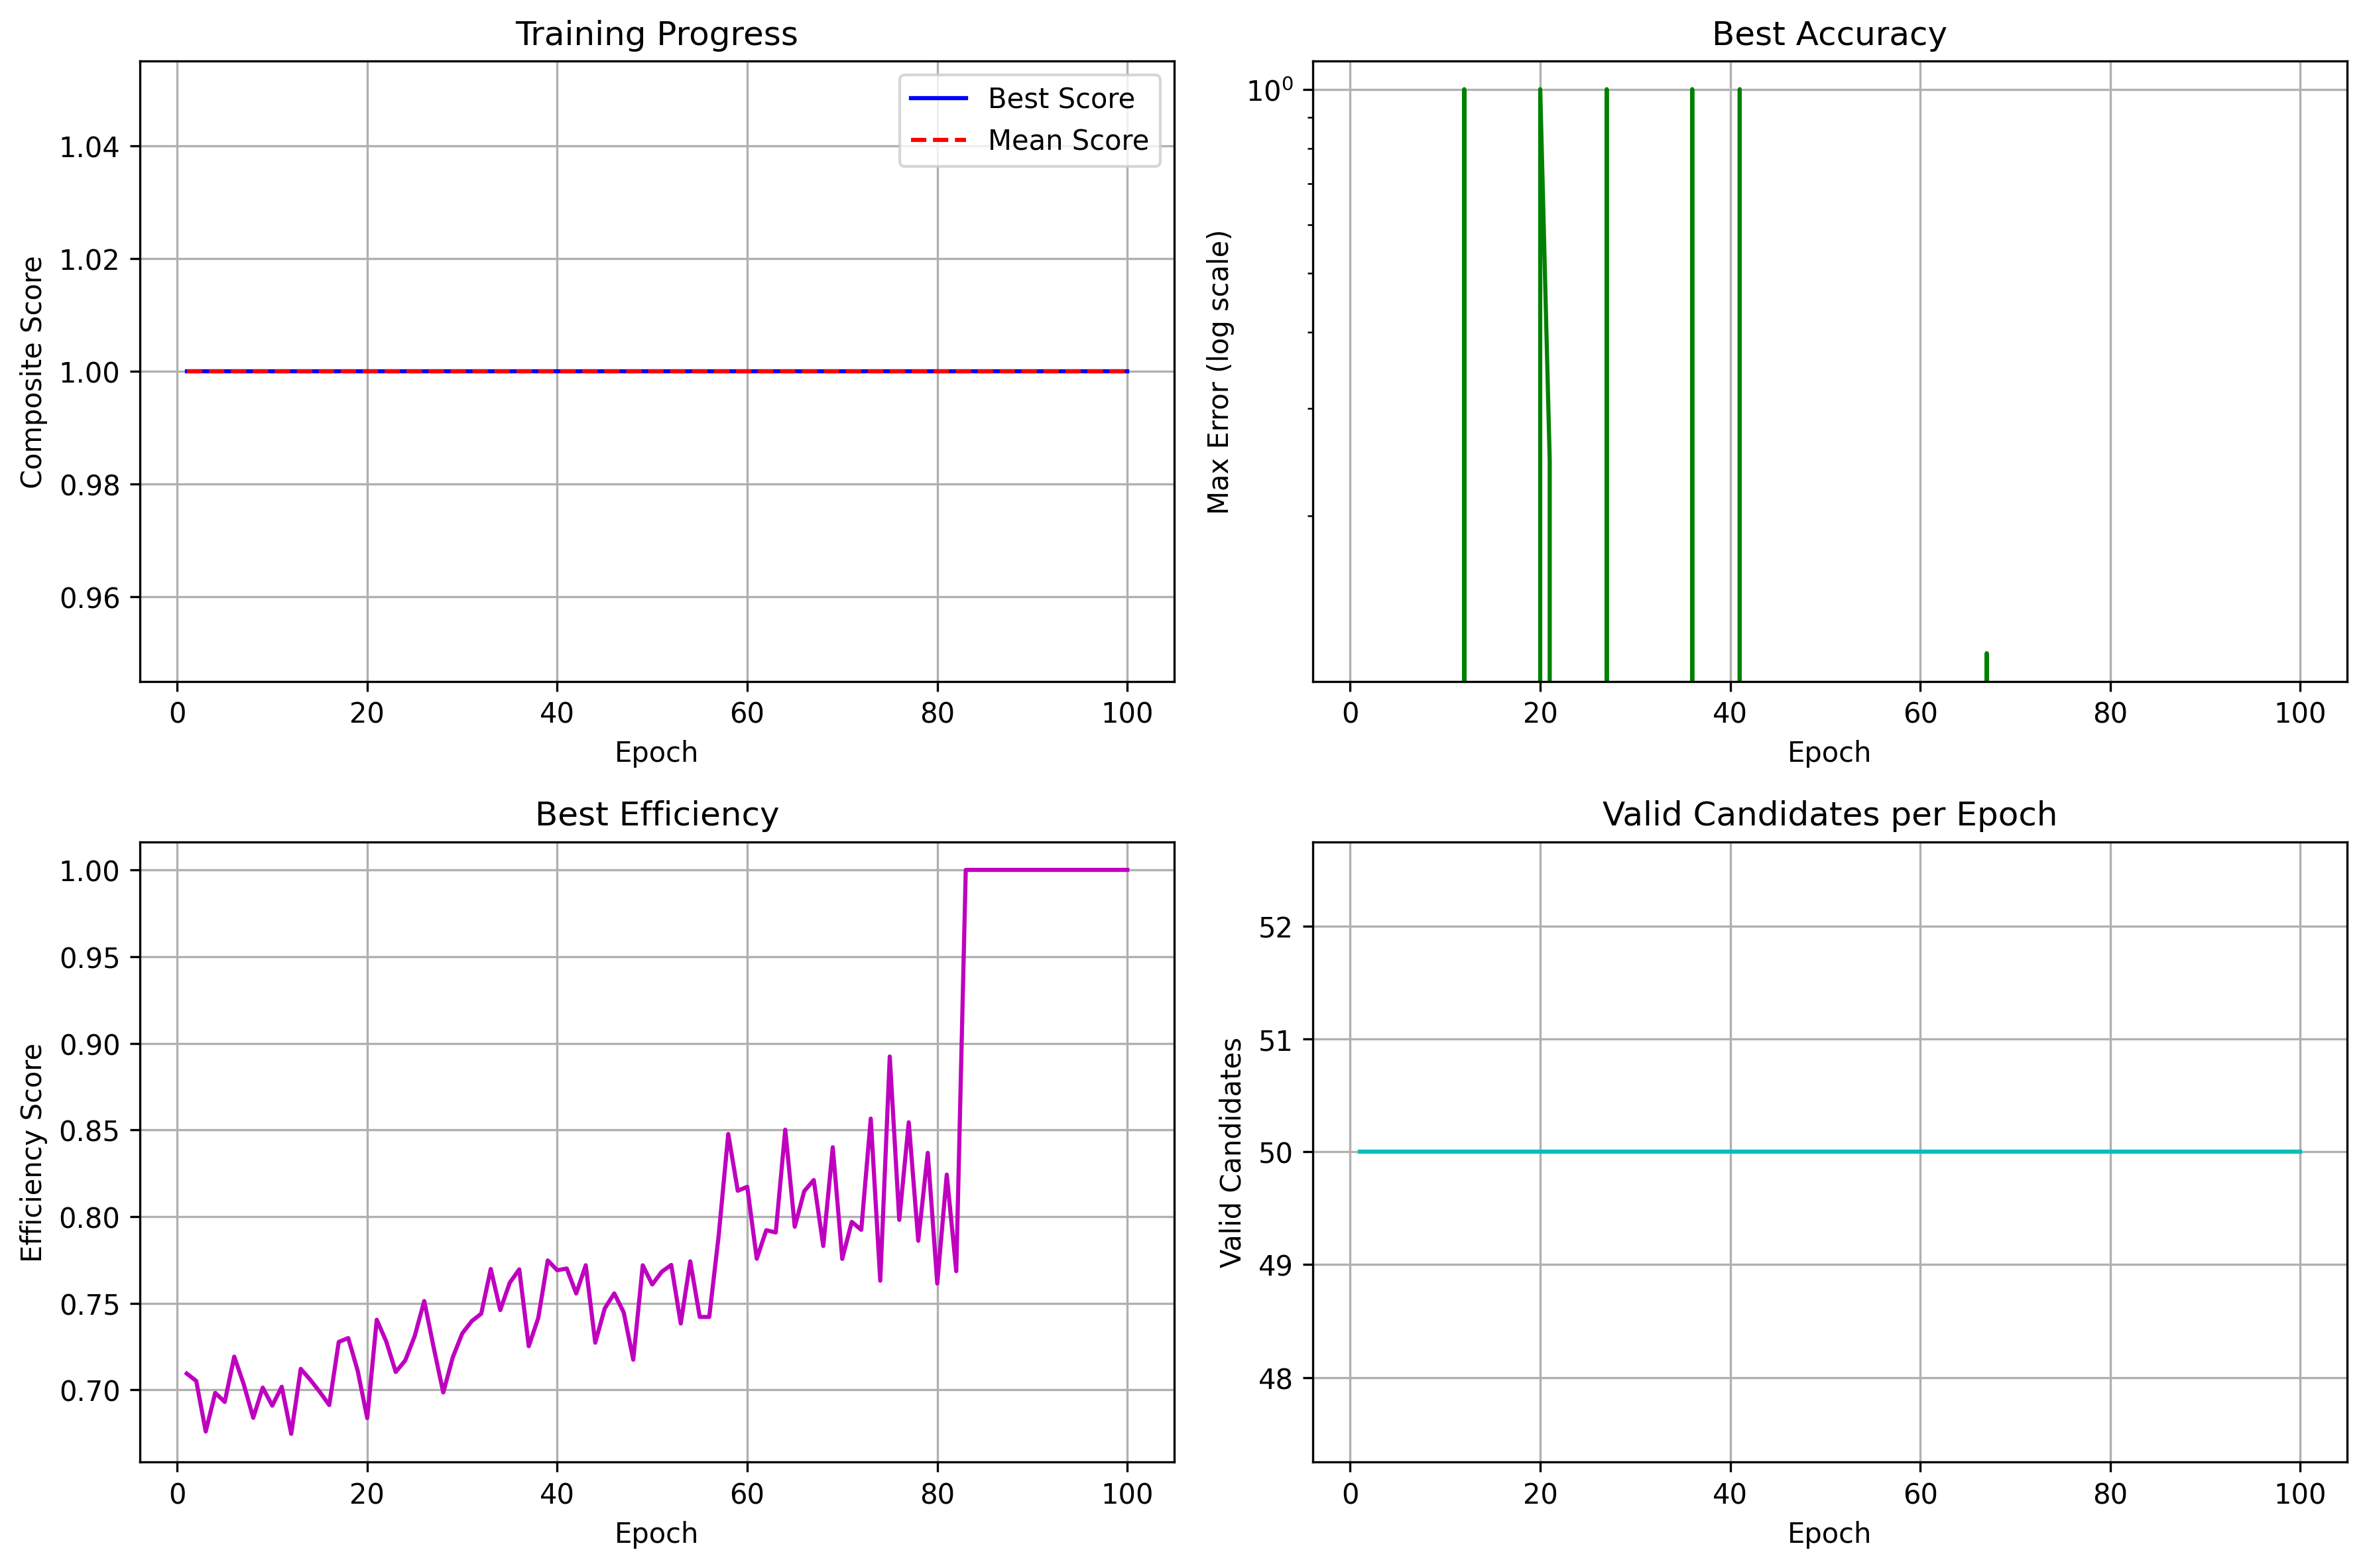 Training Progress
Composite Score
1.04
1.02
1.00
0.98
0.96
Best Score
Mean Score
0 20 40 60 80 100
Epoch
Best Accuracy
Max Error (log scale)
10⁰
0 20 40 60 80 100
Epoch
Best Efficiency
Efficiency Score
1.00
0.95
0.90
0.85
0.80
0.75
0.70
0 20 40 60 80 100
Epoch
Valid Candidates per Epoch
Valid Candidates
52
51
50
49
48
0 20 40 60 80 100
Epoch